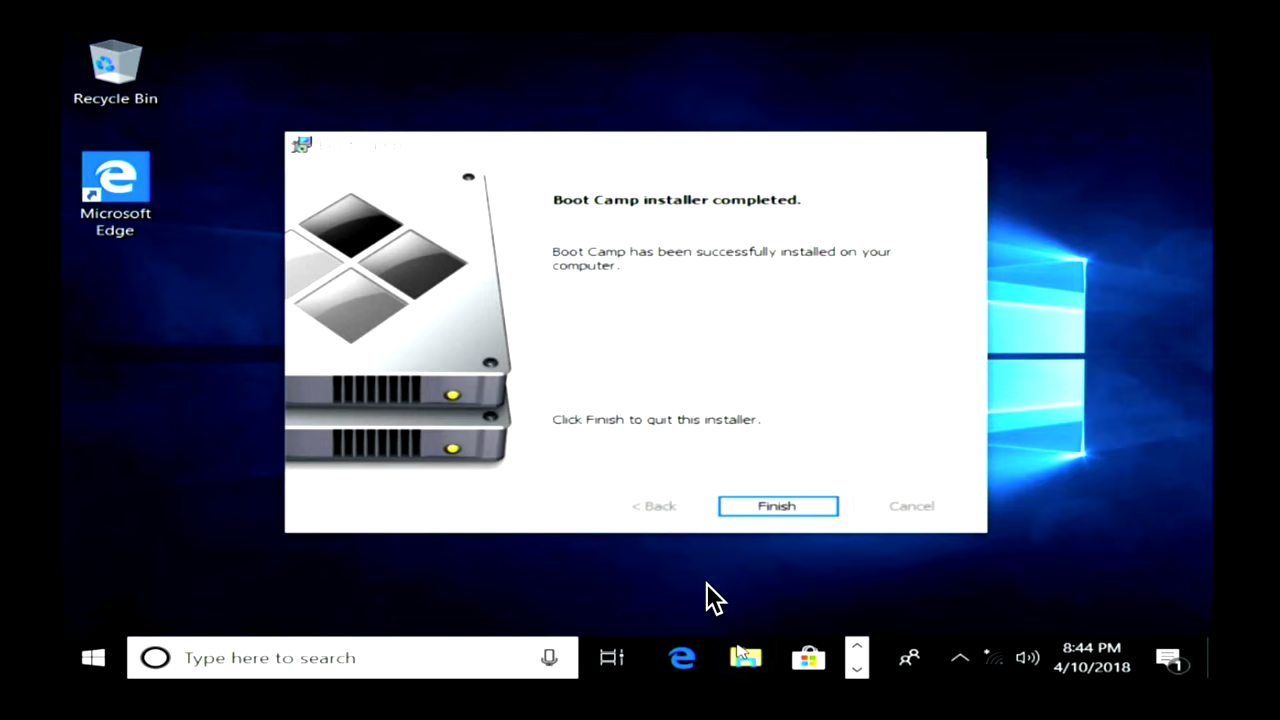 Recycle Bin
Microsoft
Edge
Boot Camp installer completed.
Boot Camp has been successfully installed on your
computer.
Click Finish to quit this installer.
< Back
Finish
Cancel
Type here to search
8:44 PM
4/10/2018
1